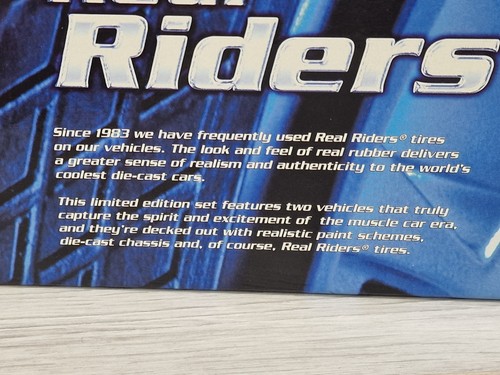 Real
Riders
Since 1983 we have frequently used Real Riders® tires
on our vehicles. The look and feel of real rubber delivers
a greater sense of realism and authenticity to the world's
coolest die-cast cars.
This limited edition set features two vehicles that truly
capture the spirit and excitement of the muscle car era,
and they're decked out with realistic paint schemes,
die-cast chassis and, of course, Real Riders® tires.